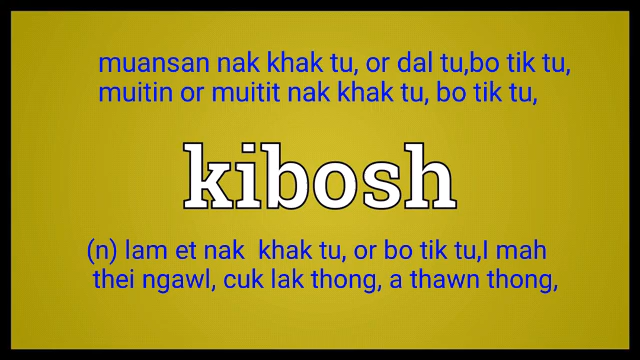 muansan nak khak tu, or dal tu,bo tik tu,
muitin or muitit nak khak tu, bo tik tu,
kibosh
(n) lam et nak khak tu, or bo tik tu,I mah
thei ngawl, cuk lak thong, a thawn thong,